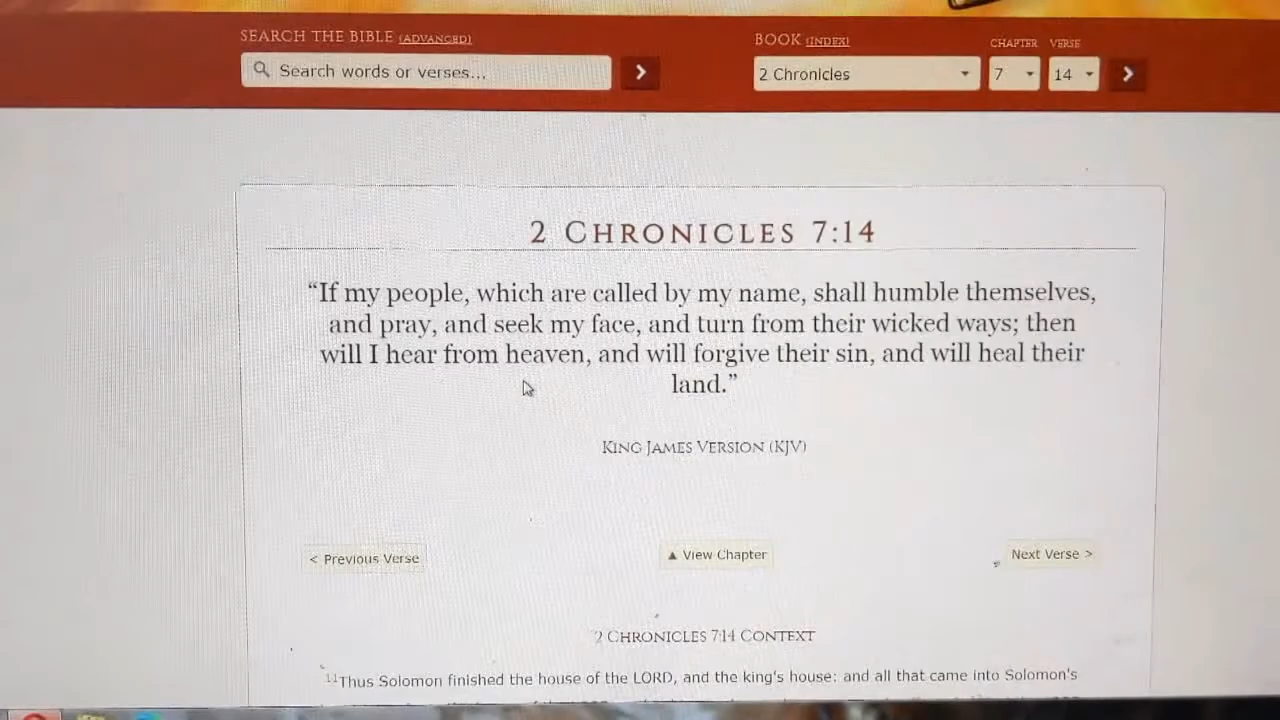 SEARCH THE BIBLE (ADVANCED)
BOOK (INDEX)
CHAPTER VERSE
Search words or verses...
2 Chronicles
7
14
2 CHRONICLES 7:14
“If my people, which are called by my name, shall humble themselves,
and pray, and seek my face, and turn from their wicked ways; then
will I hear from heaven, and will forgive their sin, and will heal their
land.”
KING JAMES VERSION (KJV)
< Previous Verse
▲ View Chapter
Next Verse >
2 CHRONICLES 7:14 CONTEXT
11Thus Solomon finished the house of the LORD, and the king's house: and all that came into Solomon's